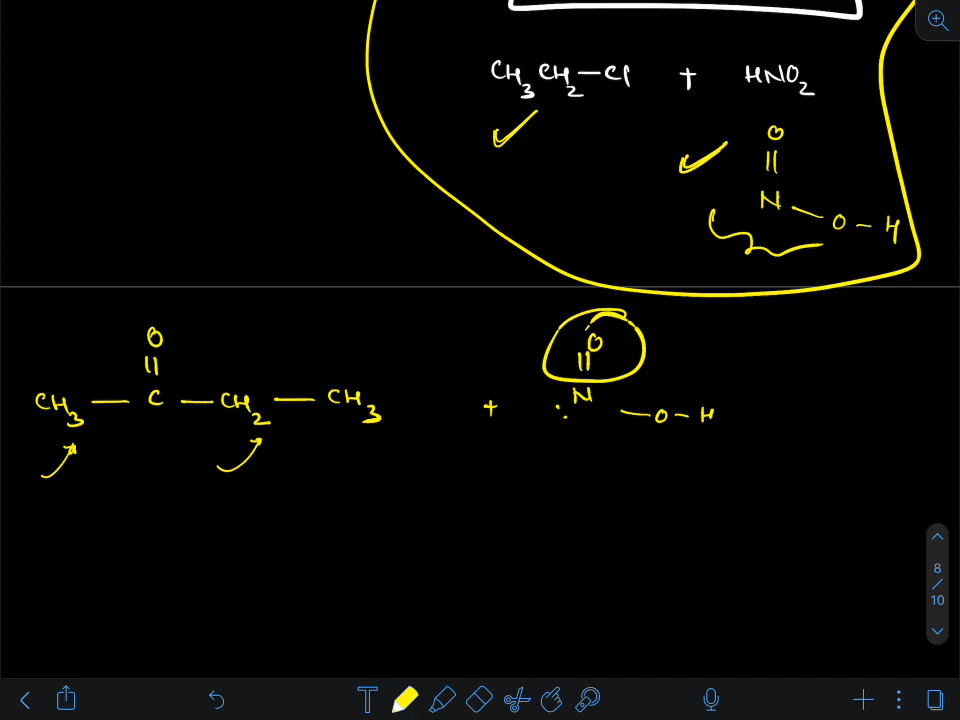 CH3CH2—Cl + HNO2
O
||
N
O – H
O
||
CH3 — C — CH2 — CH3
+
O
||
: N
— O – H
8
/
10
T